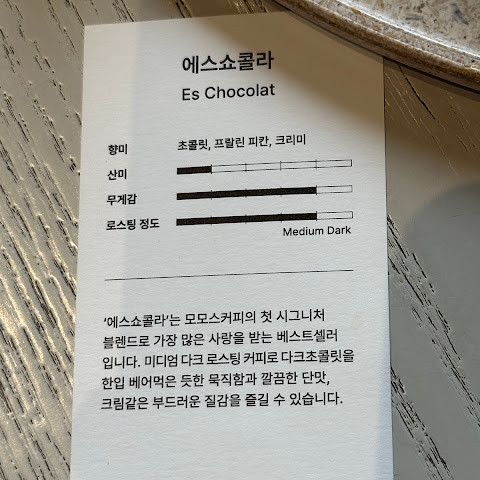 에스쇼콜라
Es Chocolat
향미 초콜릿, 프랄린 피칸, 크리미
산미
무게감
로스팅 정도
Medium Dark
‘에스쇼콜라’는 모모스커피의 첫 시그니처
블렌드로 가장 많은 사랑을 받는 베스트셀러
입니다. 미디엄 다크 로스팅 커피로 다크초콜릿을
한입 베어먹은 듯한 묵직함과 깔끔한 단맛,
크림같은 부드러운 질감을 즐길 수 있습니다.